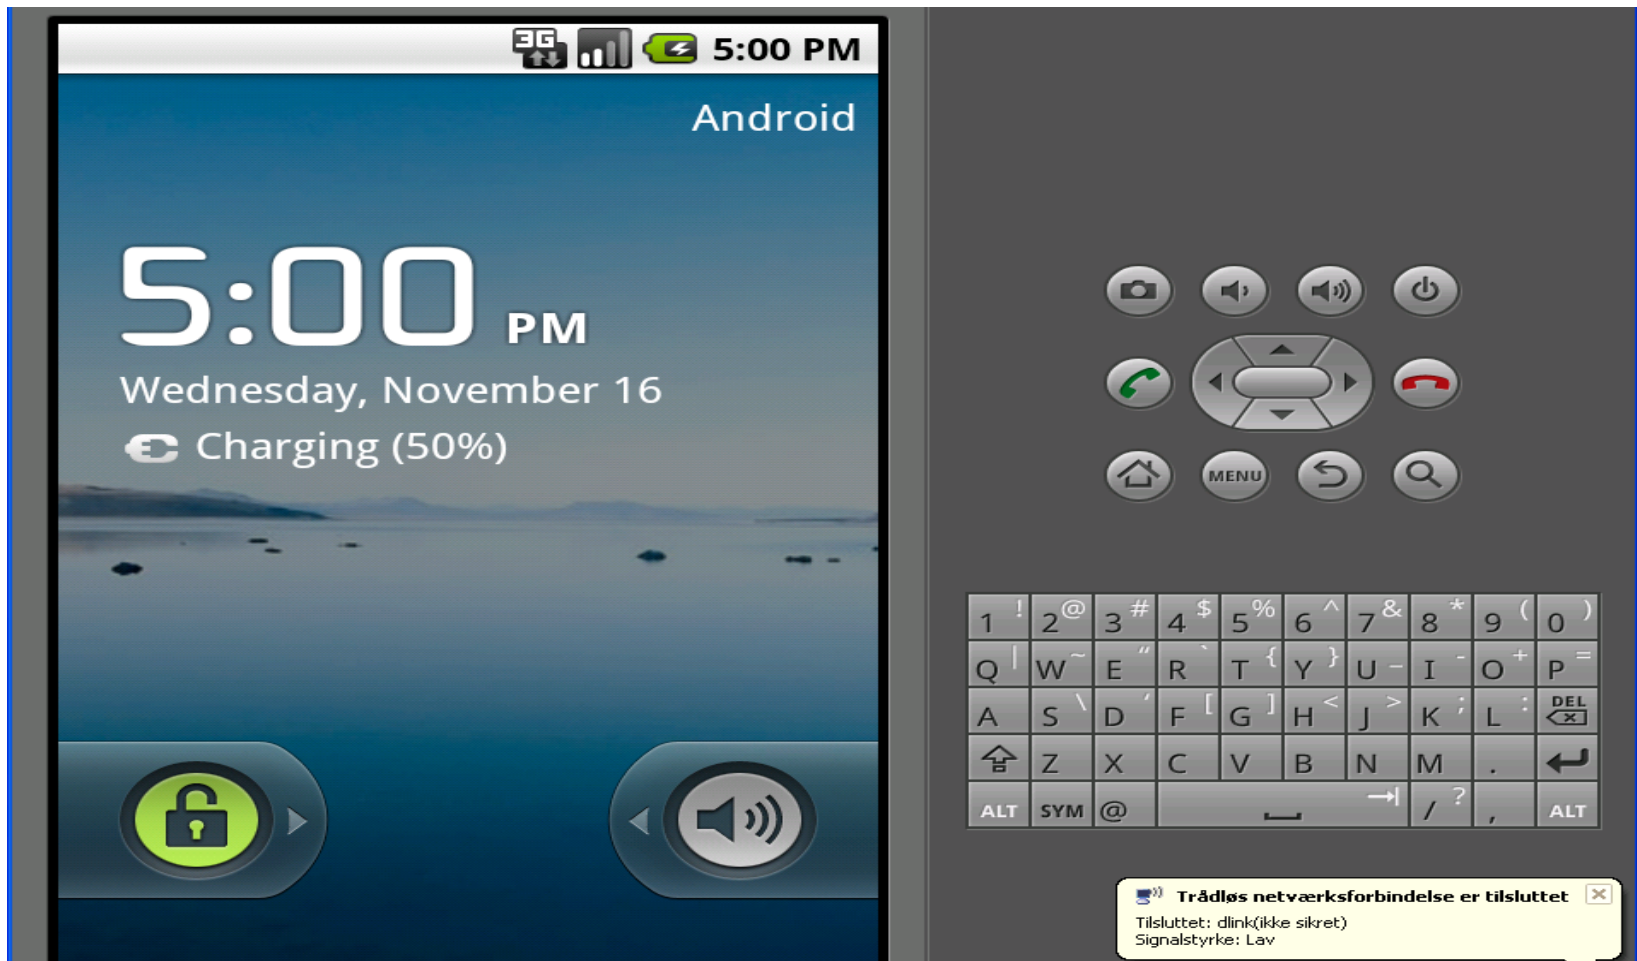 3G 5:00 PM
Android
5:00 PM
Wednesday, November 16
Charging (50%)
MENU
1 ! 2 @ 3 # 4 $ 5 % 6 ^ 7 & 8 * 9 ( 0 )
Q | W ~ E " R ` T { Y } U _ I - O + P =
A S \ D ' F [ G ] H < J > K ; L : DEL
Z X C V B N M .
ALT SYM @ / ? , ALT
Trådløs netværksforbindelse er tilsluttet
Tilsluttet: dlink(ikke sikret)
Signalstyrke: Lav